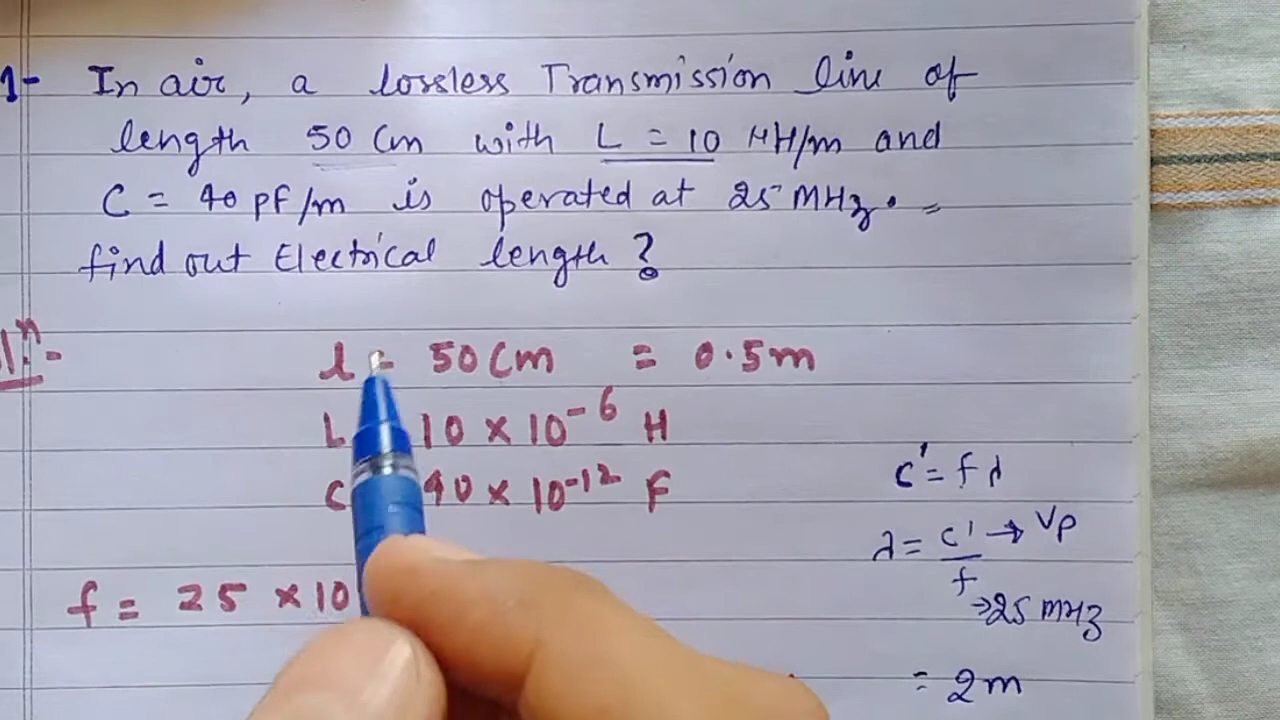 1- In air, a lossless Transmission line of
length 50 Cm with L = 10 μH/m and
C = 40 pf/m is operated at 25 MHz.
find out Electrical length?
l = 50 Cm = 0.5m
L 10 × 10⁻⁶ H
C 40 × 10⁻¹² F
f = 25 × 10
c' = fλ
λ = c'/f → Vp
→ 25 MHz
= 2m